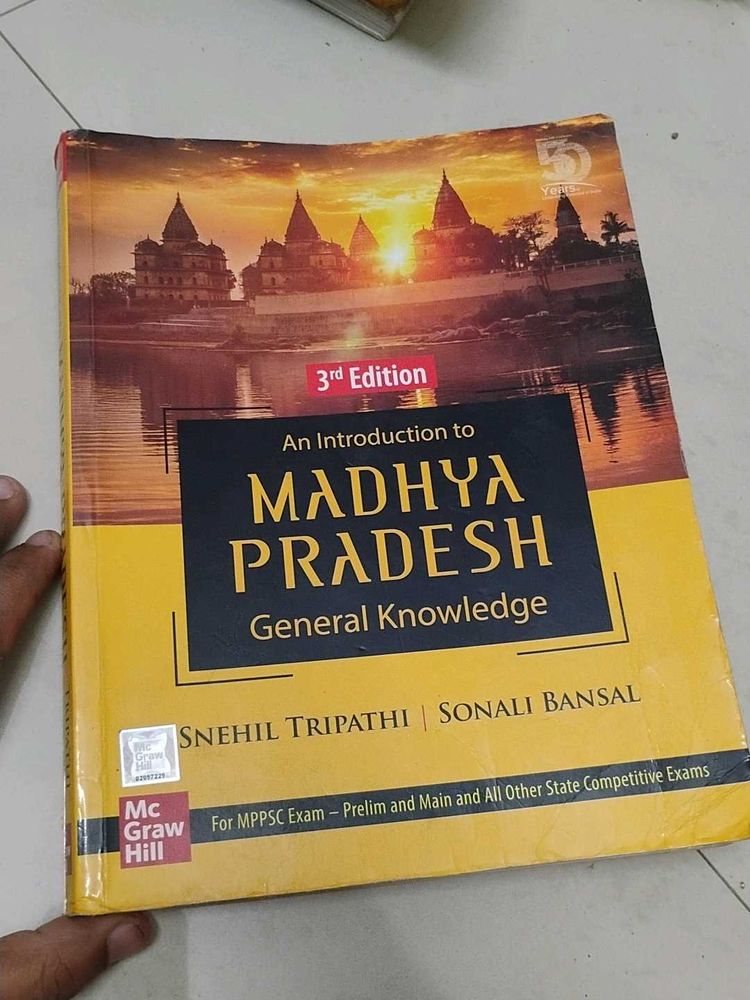 50
Years
3rd Edition
An Introduction to
MADHYA
PRADESH
General Knowledge
SNEHIL TRIPATHI | SONALI BANSAL
Mc
Graw
Hill
For MPPSC Exam – Prelim and Main and All Other State Competitive Exams
Mc
Graw
Hill